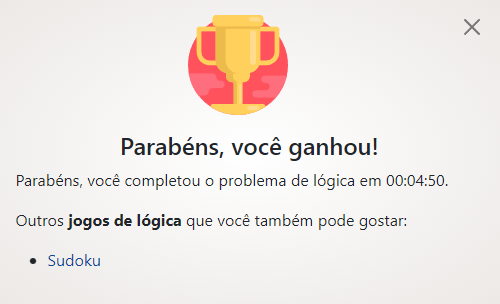 Parabéns, você ganhou!
Parabéns, você completou o problema de lógica em 00:04:50.
Outros jogos de lógica que você também pode gostar:
Sudoku